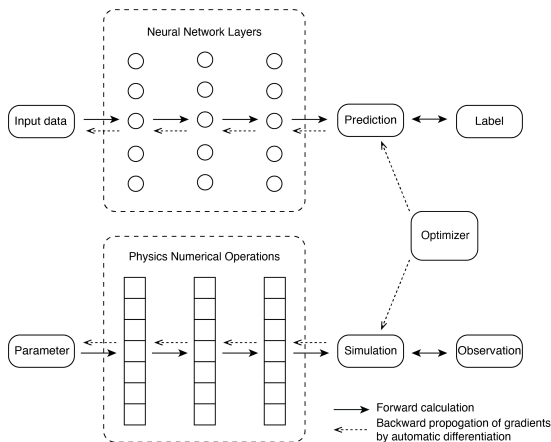 Neural Network Layers
Input data
Prediction
Label
Optimizer
Physics Numerical Operations
Parameter
Simulation
Observation
Forward calculation
Backward propogation of gradients
by automatic differentiation